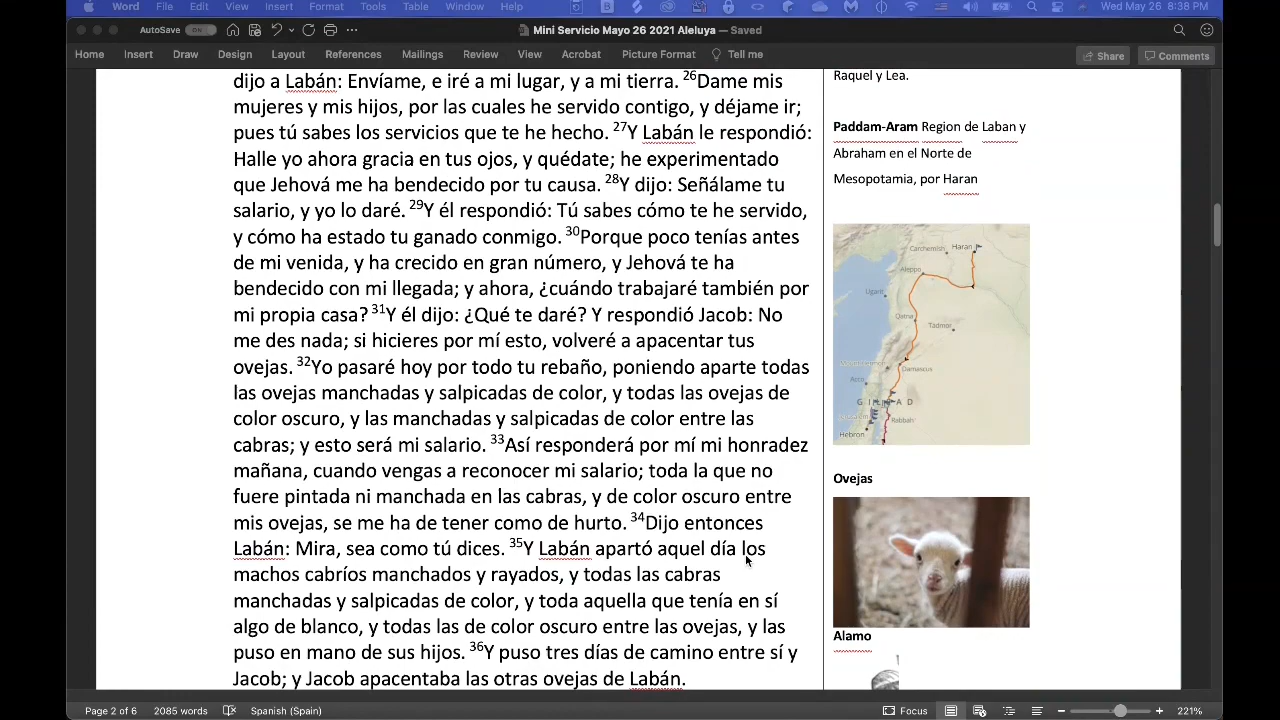 Word File Edit View Insert Format Tools Table Window Help Wed May 26 8:38 PM
AutoSave ON Mini Servicio Mayo 26 2021 Aleluya — Saved
Home Insert Draw Design Layout References Mailings Review View Acrobat Picture Format Tell me Share Comments
dijo a Labán: Envíame, e iré a mi lugar, y a mi tierra. 26Dame mis
mujeres y mis hijos, por las cuales he servido contigo, y déjame ir;
pues tú sabes los servicios que te he hecho. 27Y Labán le respondió:
Halle yo ahora gracia en tus ojos, y quédate; he experimentado
que Jehová me ha bendecido por tu causa. 28Y dijo: Señálame tu
salario, y yo lo daré. 29Y él respondió: Tú sabes cómo te he servido,
y cómo ha estado tu ganado conmigo. 30Porque poco tenías antes
de mi venida, y ha crecido en gran número, y Jehová te ha
bendecido con mi llegada; y ahora, ¿cuándo trabajaré también por
mi propia casa? 31Y él dijo: ¿Qué te daré? Y respondió Jacob: No
me des nada; si hicieres por mí esto, volveré a apacentar tus
ovejas. 32Yo pasaré hoy por todo tu rebaño, poniendo aparte todas
las ovejas manchadas y salpicadas de color, y todas las ovejas de
color oscuro, y las manchadas y salpicadas de color entre las
cabras; y esto será mi salario. 33Así responderá por mí mi honradez
mañana, cuando vengas a reconocer mi salario; toda la que no
fuere pintada ni manchada en las cabras, y de color oscuro entre
mis ovejas, se me ha de tener como de hurto. 34Dijo entonces
Labán: Mira, sea como tú dices. 35Y Labán apartó aquel día los
machos cabríos manchados y rayados, y todas las cabras
manchadas y salpicadas de color, y toda aquella que tenía en sí
algo de blanco, y todas las de color oscuro entre las ovejas, y las
puso en mano de sus hijos. 36Y puso tres días de camino entre sí y
Jacob; y Jacob apacentaba las otras ovejas de Labán.
Raquel y Lea.
Paddam-Aram Region de Laban y
Abraham en el Norte de
Mesopotamia, por Haran
Carchemish
Haran
Aleppo
Ugarit
Qatna
Tadmor
Damascus
Acco
GILEAD
Rabbah
Hebron
Ovejas
Alamo
Page 2 of 6 2085 words Spanish (Spain) Focus 221%